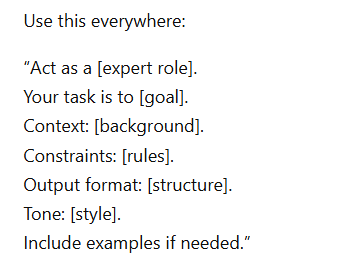 Use this everywhere:
“Act as a [expert role].
Your task is to [goal].
Context: [background].
Constraints: [rules].
Output format: [structure].
Tone: [style].
Include examples if needed.”